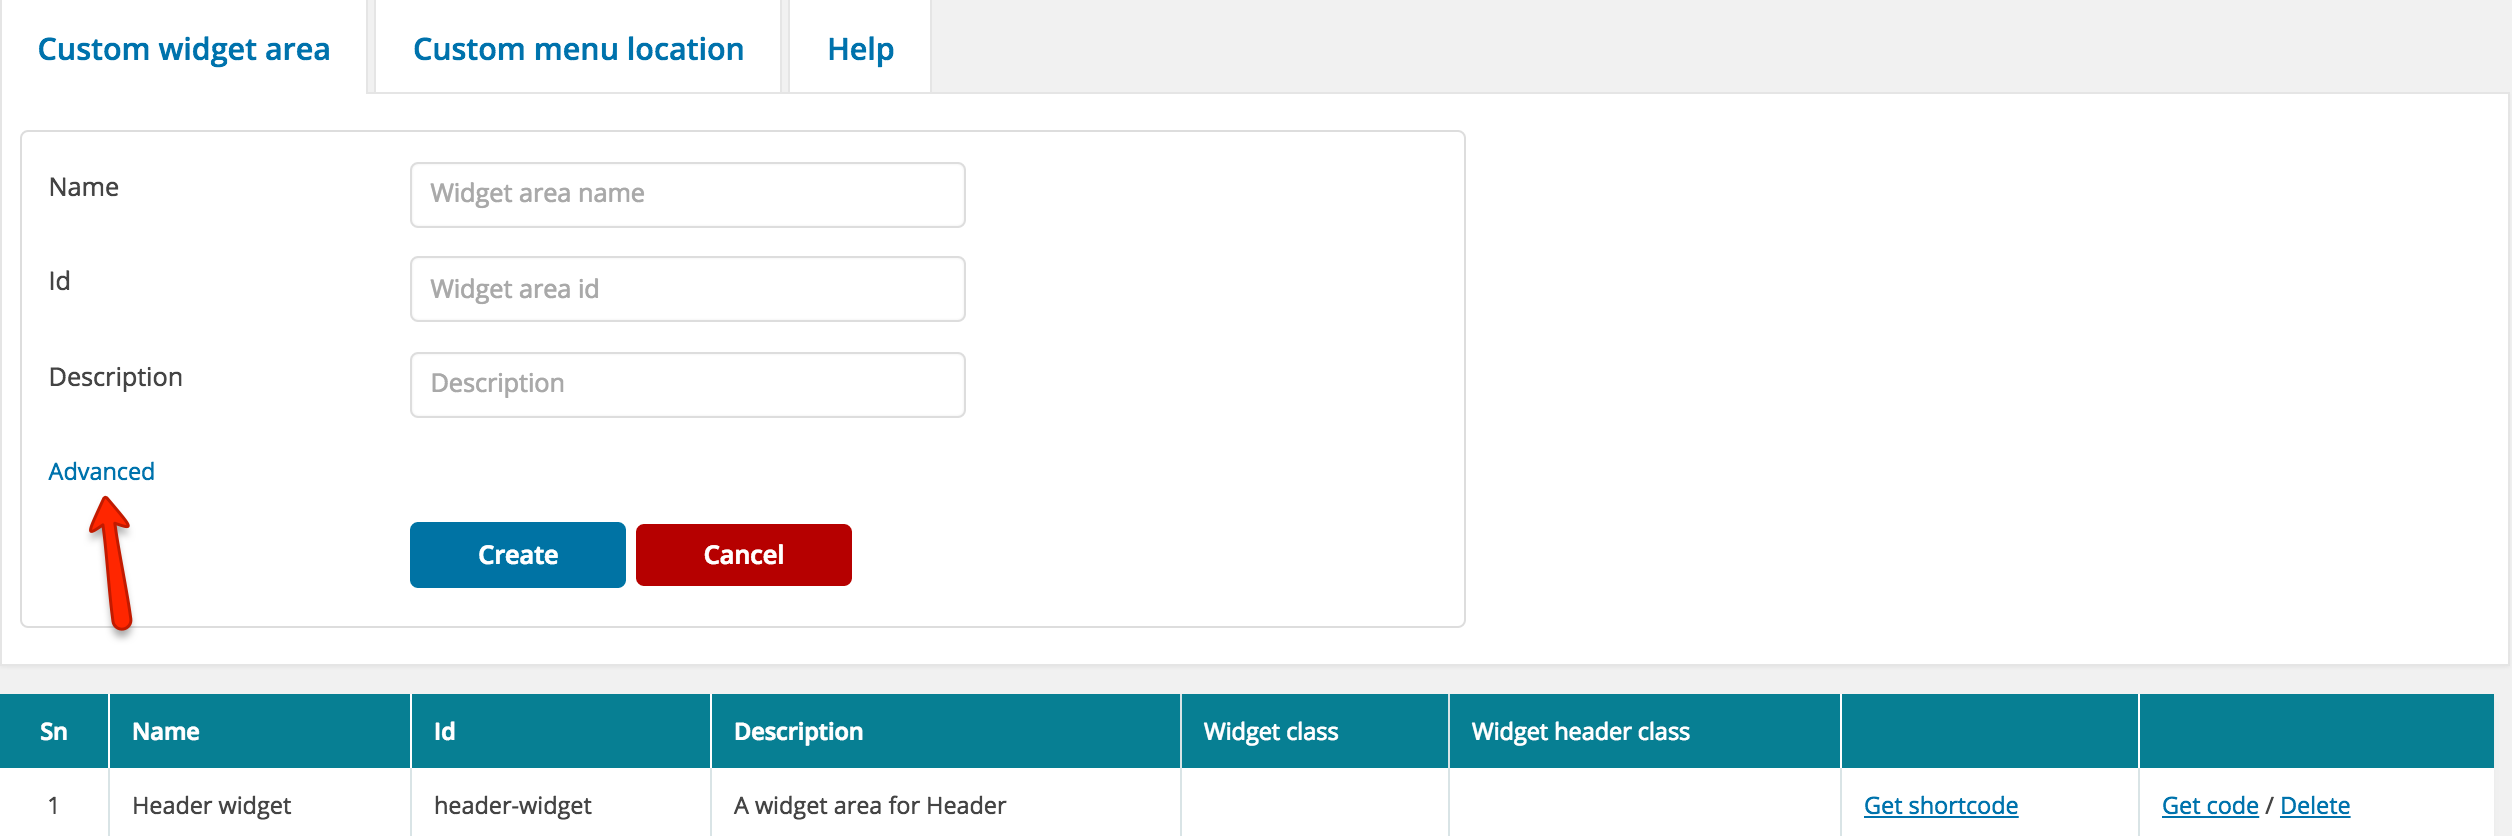 Custom widget area Custom menu location Help
Name Widget area name
Id Widget area id
Description Description
Advanced
Create Cancel
Sn Name Id Description Widget class Widget header class
1 Header widget header-widget A widget area for Header Get shortcode Get code / Delete